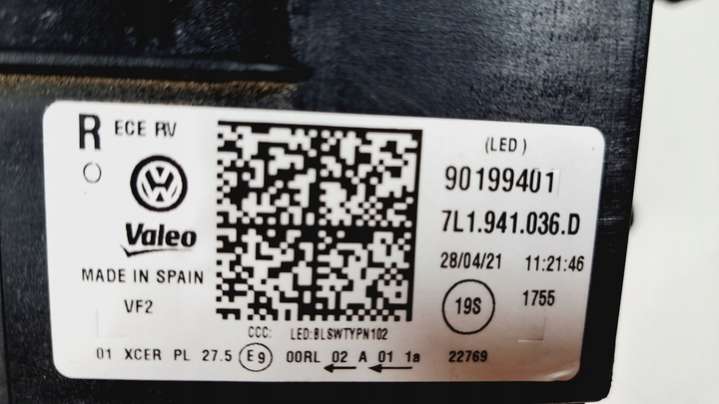 R ECE RV
(LED)
90199401
Valeo
7L1.941.036.D
MADE IN SPAIN
28/04/21 11:21:46
VF2
19S
1755
CCC: LED:BLSWTYPN102
01 XCER PL 27.5 E9 00RL 02 A 01 1a 22769